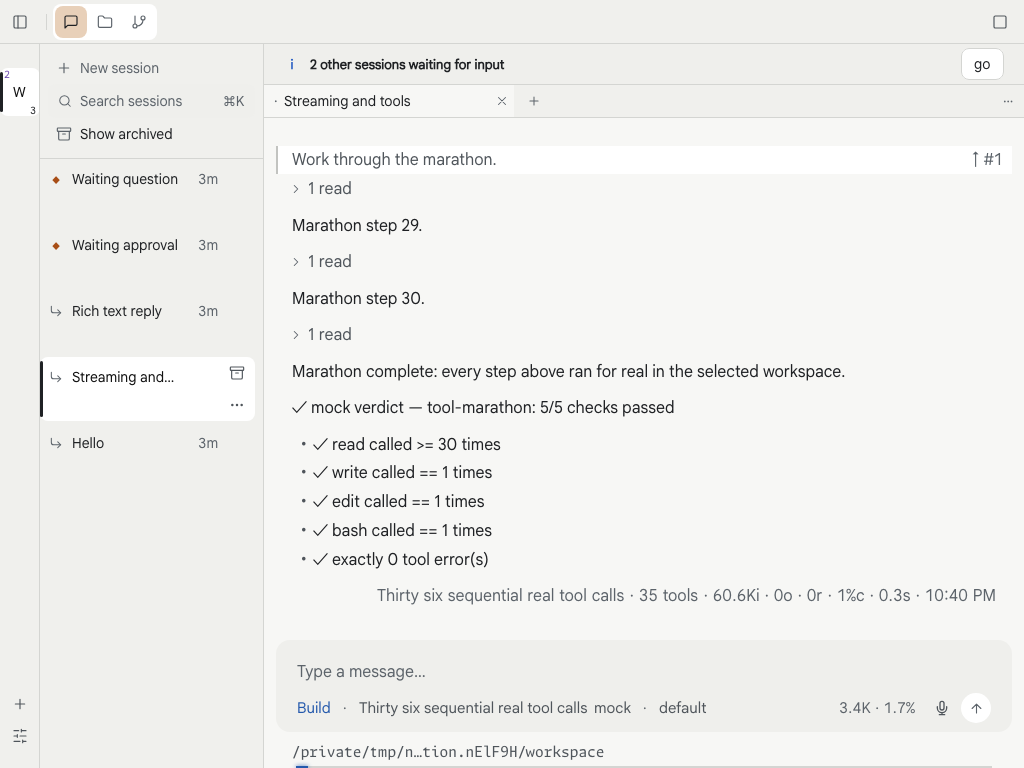 2
W
3
New session
Search sessions ⌘K
Show archived
Waiting question 3m
Waiting approval 3m
Rich text reply 3m
Streaming and...
Hello 3m
i 2 other sessions waiting for input go
· Streaming and tools
Work through the marathon. ↑ #1
1 read
Marathon step 29.
1 read
Marathon step 30.
1 read
Marathon complete: every step above ran for real in the selected workspace.
✓ mock verdict — tool-marathon: 5/5 checks passed
• ✓ read called >= 30 times
• ✓ write called == 1 times
• ✓ edit called == 1 times
• ✓ bash called == 1 times
• ✓ exactly 0 tool error(s)
Thirty six sequential real tool calls · 35 tools · 60.6Ki · 0o · 0r · 1%c · 0.3s · 10:40 PM
Type a message...
Build · Thirty six sequential real tool calls mock · default 3.4K · 1.7%
/private/tmp/n…tion.nElF9H/workspace